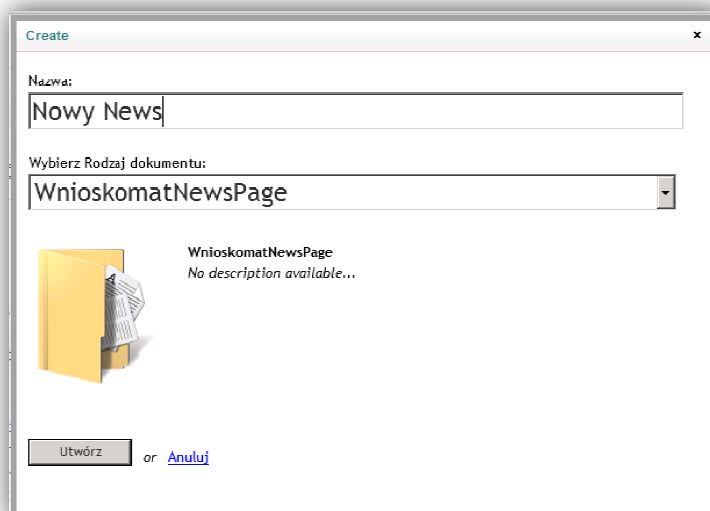 Create
x
Nazwa:
Nowy News
Wybierz Rodzaj dokumentu:
WnioskomatNewsPage
WnioskomatNewsPage
No description available...
Utwórz or Anuluj